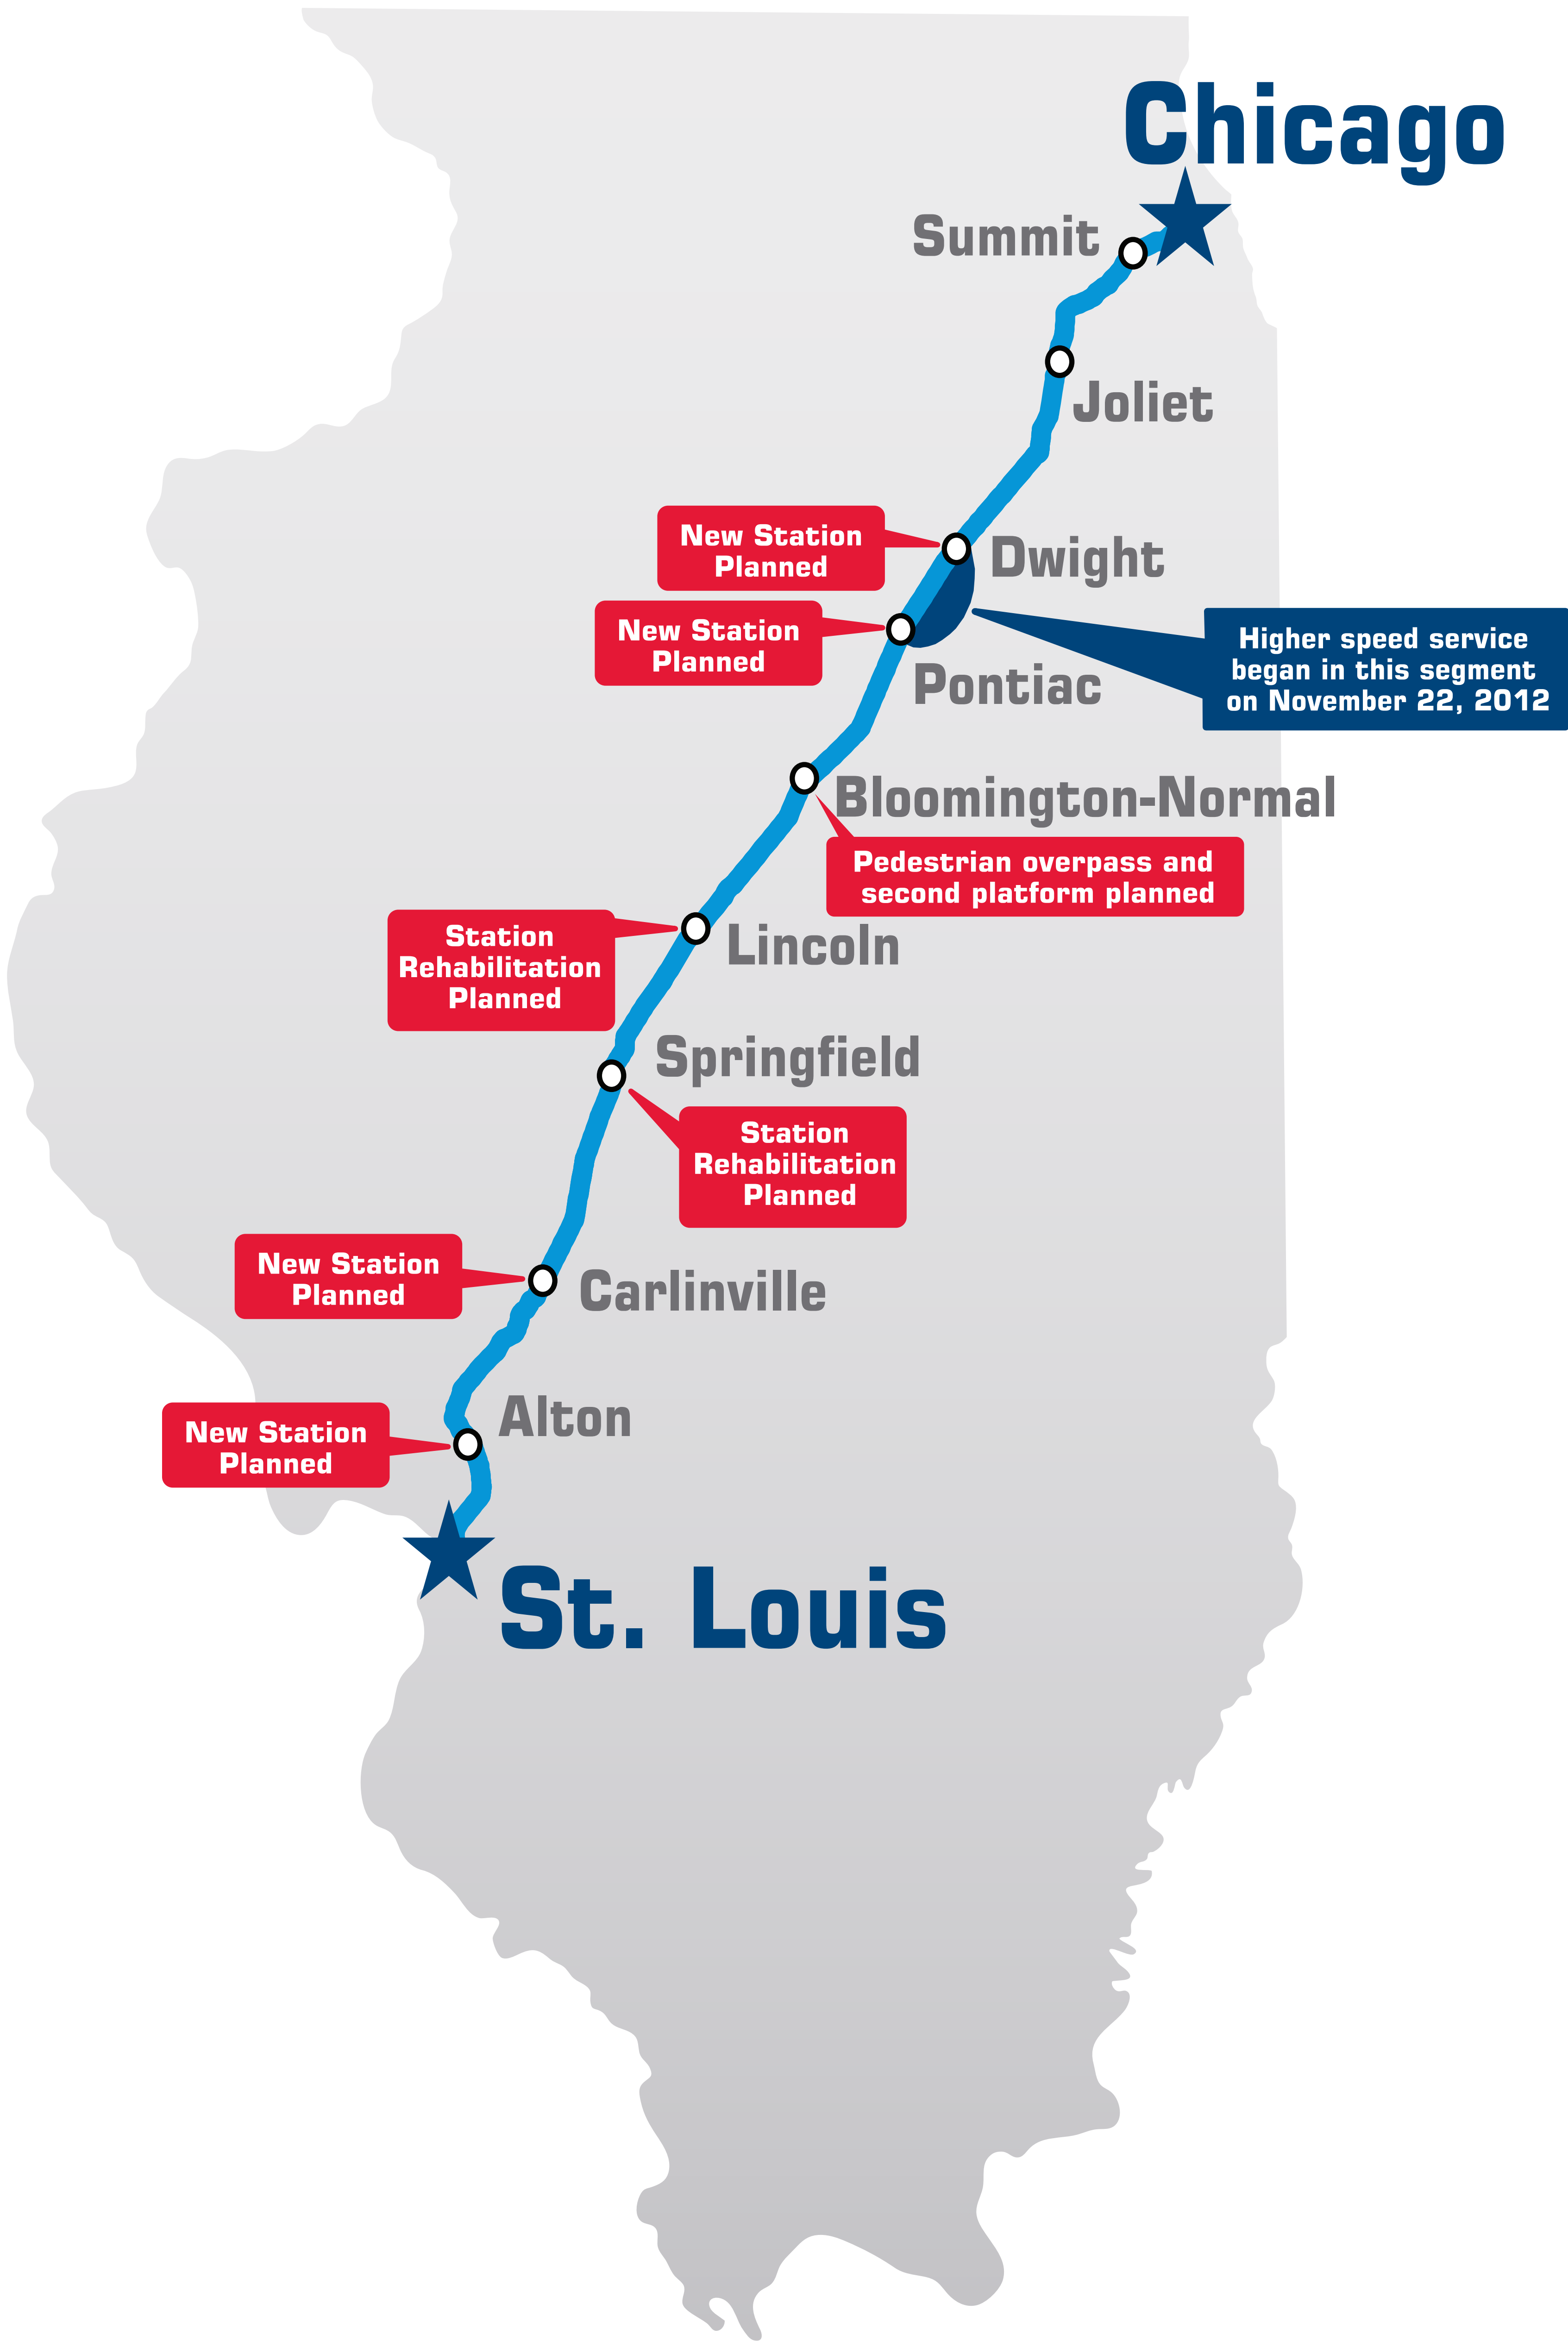 Chicago
Summit
Joliet
New Station
Planned
Dwight
New Station
Planned
Higher speed service
began in this segment
on November 22, 2012
Pontiac
Bloomington-Normal
Pedestrian overpass and
second platform planned
Station
Rehabilitation
Planned
Lincoln
Springfield
Station
Rehabilitation
Planned
New Station
Planned
Carlinville
Alton
New Station
Planned
St. Louis